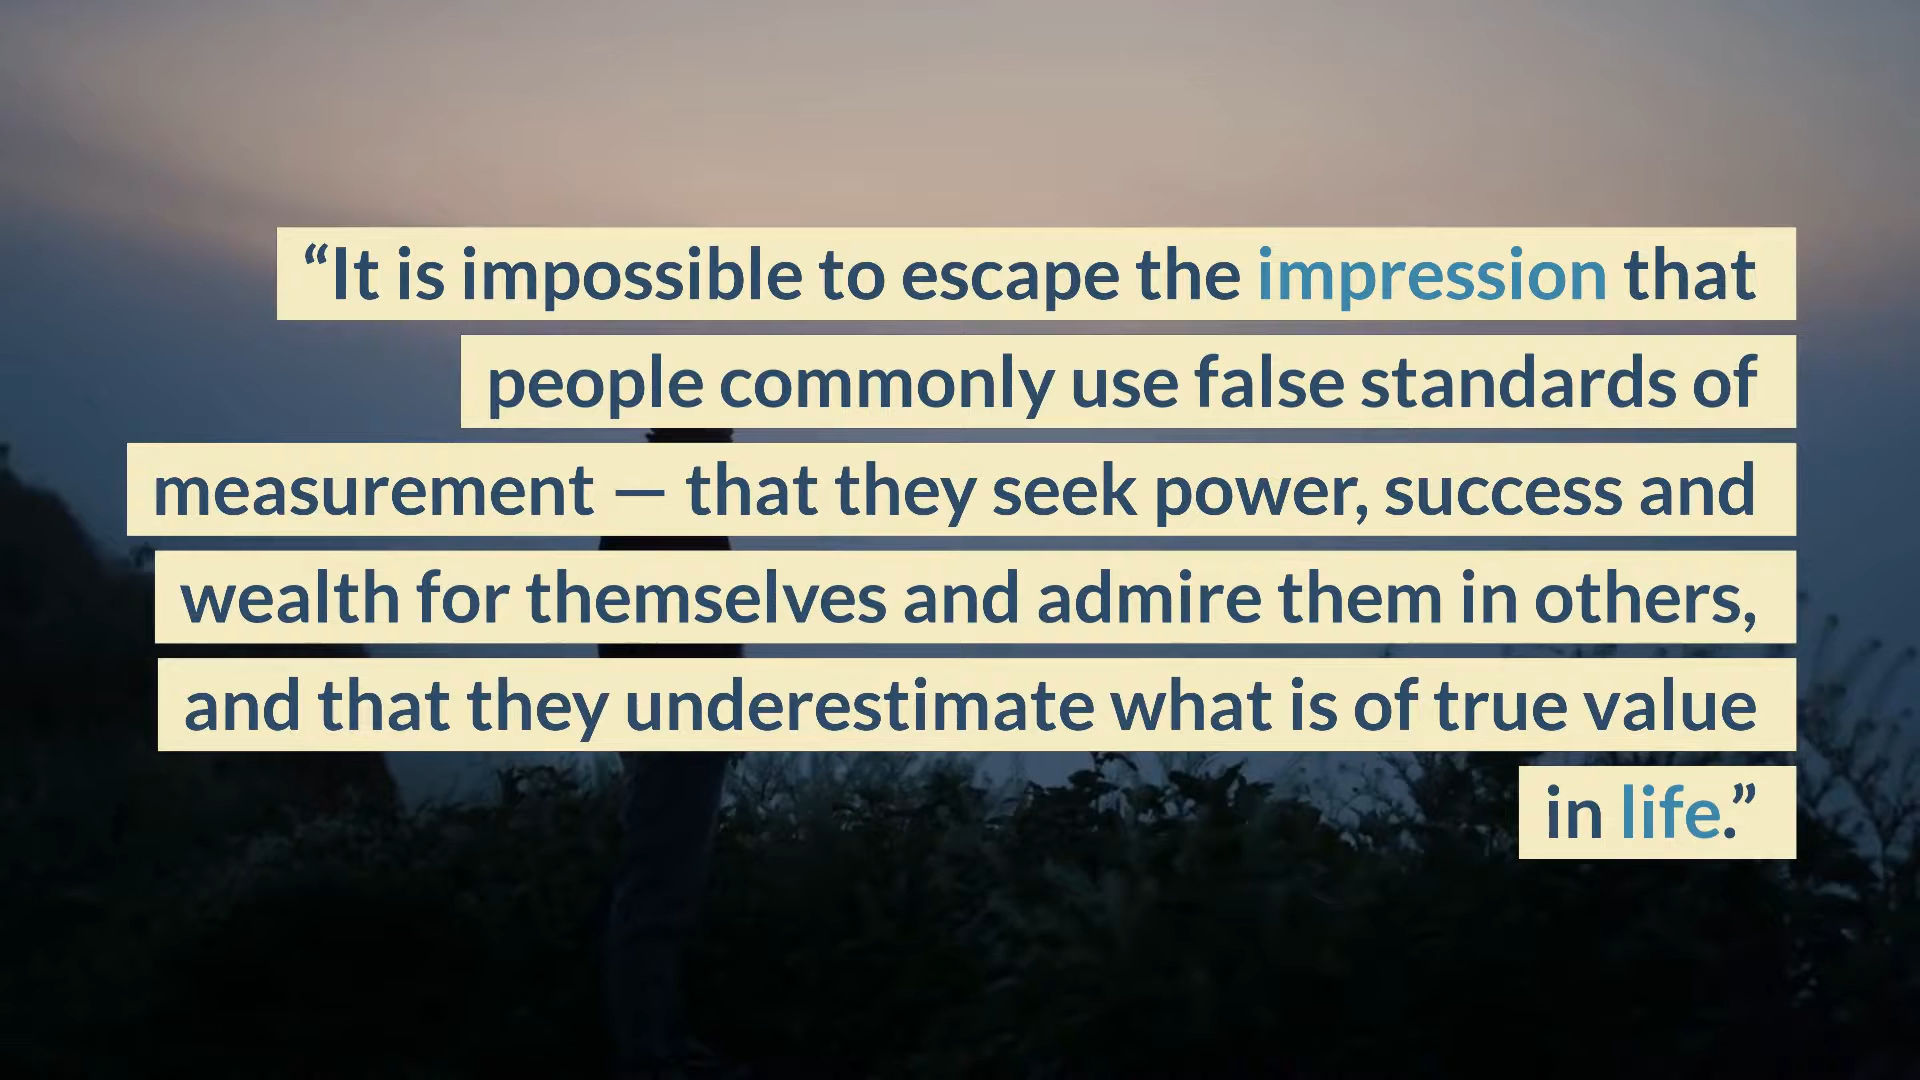 “It is impossible to escape the impression that
people commonly use false standards of
measurement — that they seek power, success and
wealth for themselves and admire them in others,
and that they underestimate what is of true value
in life.”